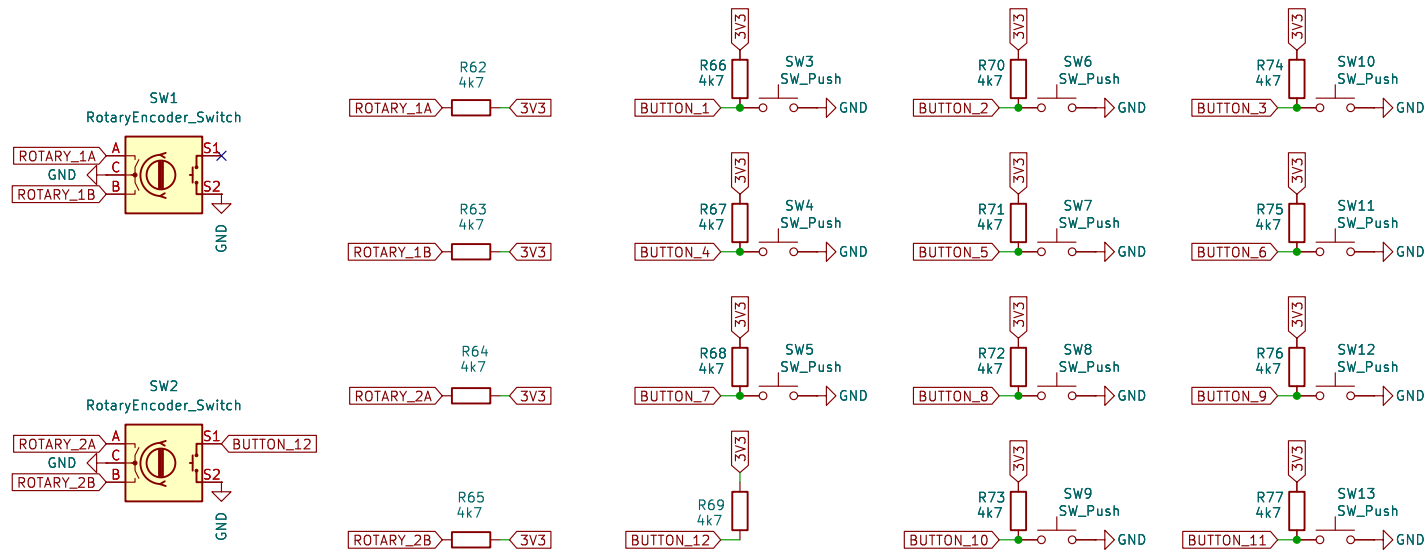 SW1
RotaryEncoder_Switch
ROTARY_1A
A
S1
GND
C
ROTARY_1B
B
S2
GND
SW2
RotaryEncoder_Switch
ROTARY_2A
A
S1
BUTTON_12
GND
C
ROTARY_2B
B
S2
GND
R62
4k7
ROTARY_1A
3V3
R63
4k7
ROTARY_1B
3V3
R64
4k7
ROTARY_2A
3V3
R65
4k7
ROTARY_2B
3V3
3V3
R66
4k7
SW3
SW_Push
BUTTON_1
GND
3V3
R67
4k7
SW4
SW_Push
BUTTON_4
GND
3V3
R68
4k7
SW5
SW_Push
BUTTON_7
GND
3V3
R69
4k7
BUTTON_12
3V3
R70
4k7
SW6
SW_Push
BUTTON_2
GND
3V3
R71
4k7
SW7
SW_Push
BUTTON_5
GND
3V3
R72
4k7
SW8
SW_Push
BUTTON_8
GND
3V3
R73
4k7
SW9
SW_Push
BUTTON_10
GND
3V3
R74
4k7
SW10
SW_Push
BUTTON_3
GND
3V3
R75
4k7
SW11
SW_Push
BUTTON_6
GND
3V3
R76
4k7
SW12
SW_Push
BUTTON_9
GND
3V3
R77
4k7
SW13
SW_Push
BUTTON_11
GND